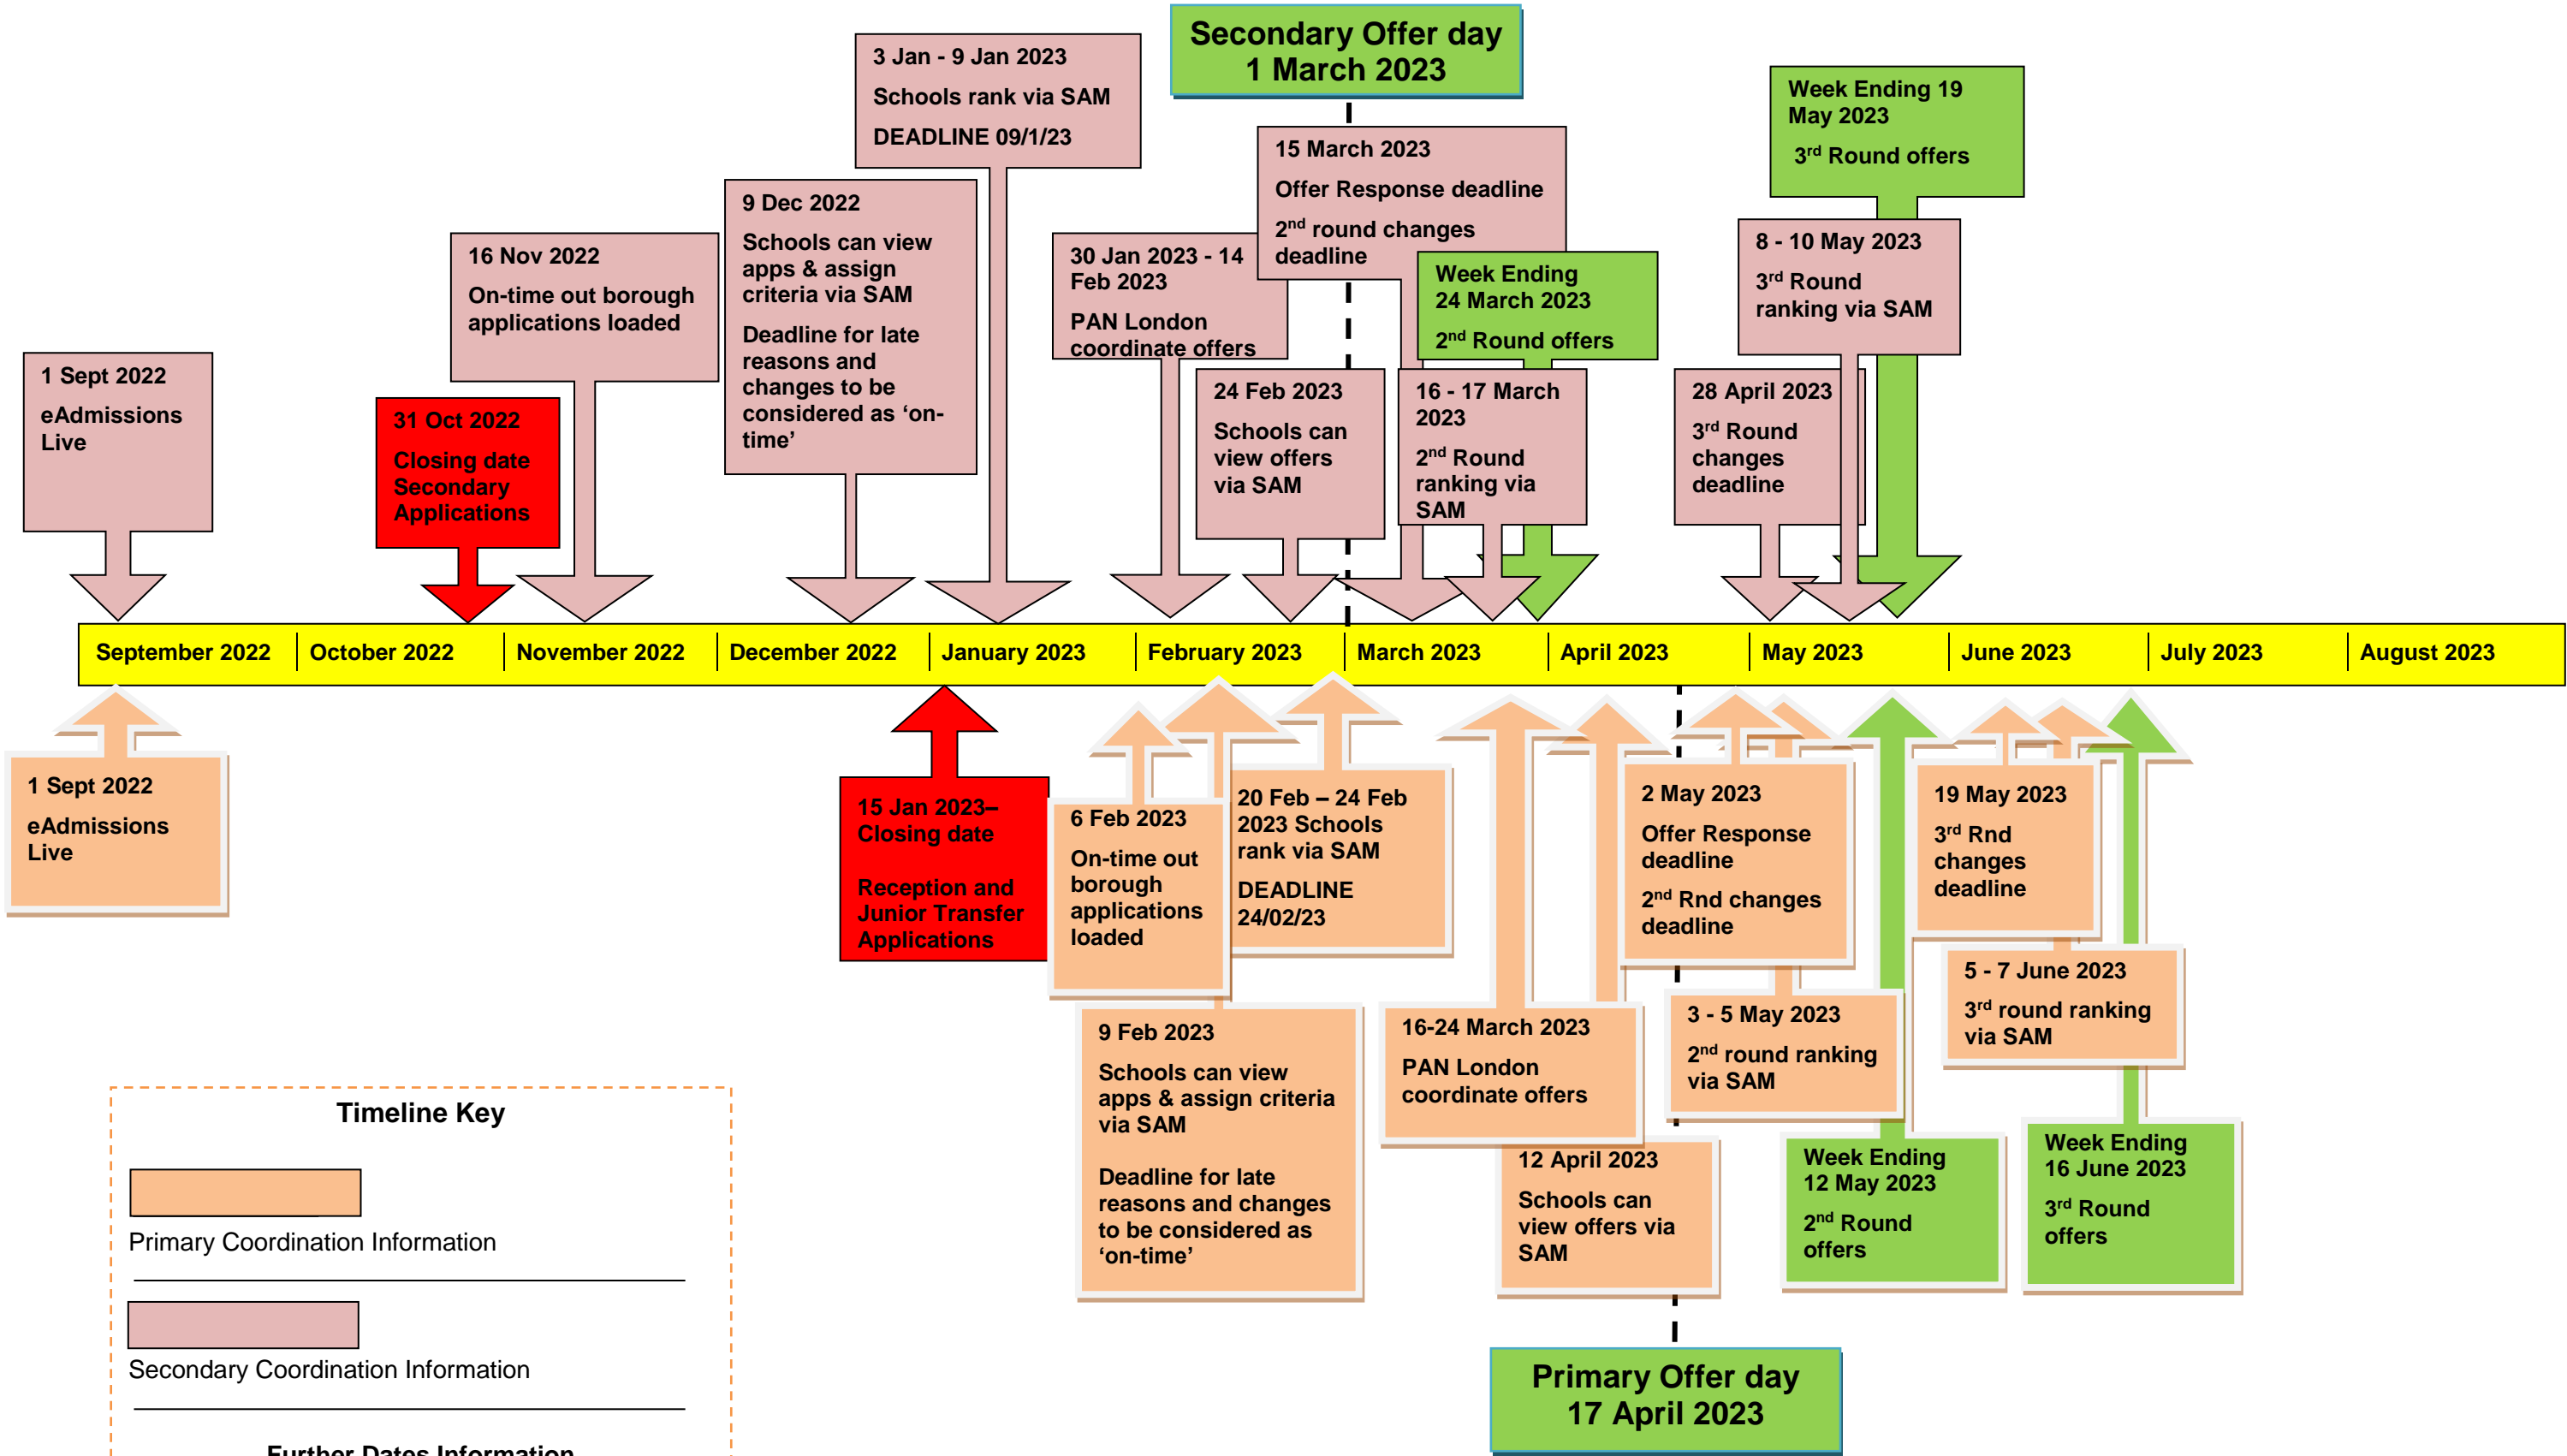 Secondary Offer day
1 March 2023
3 Jan - 9 Jan 2023
Schools rank via SAM
DEADLINE 09/1/23
Week Ending 19
May 2023
3rd Round offers
15 March 2023
Offer Response deadline
2nd round changes
deadline
9 Dec 2022
Schools can view
apps & assign
criteria via SAM
Deadline for late
reasons and
changes to be
considered as ‘on-
time’
16 Nov 2022
On-time out borough
applications loaded
30 Jan 2023 - 14
Feb 2023
PAN London
coordinate offers
Week Ending
24 March 2023
2nd Round offers
8 - 10 May 2023
3rd Round
ranking via SAM
1 Sept 2022
eAdmissions
Live
31 Oct 2022
Closing date
Secondary
Applications
24 Feb 2023
Schools can
view offers
via SAM
16 - 17 March
2023
2nd Round
ranking via
SAM
28 April 2023
3rd Round
changes
deadline
September 2022
October 2022
November 2022
December 2022
January 2023
February 2023
March 2023
April 2023
May 2023
June 2023
July 2023
August 2023
1 Sept 2022
eAdmissions
Live
15 Jan 2023–
Closing date
Reception and
Junior Transfer
Applications
6 Feb 2023
On-time out
borough
applications
loaded
20 Feb – 24 Feb
2023 Schools
rank via SAM
DEADLINE
24/02/23
2 May 2023
Offer Response
deadline
2nd Rnd changes
deadline
19 May 2023
3rd Rnd
changes
deadline
9 Feb 2023
Schools can view
apps & assign criteria
via SAM
Deadline for late
reasons and changes
to be considered as
‘on-time’
16-24 March 2023
PAN London
coordinate offers
3 - 5 May 2023
2nd round ranking
via SAM
5 - 7 June 2023
3rd round ranking
via SAM
12 April 2023
Schools can
view offers via
SAM
Week Ending
12 May 2023
2nd Round
offers
Week Ending
16 June 2023
3rd Round
offers
Timeline Key
Primary Coordination Information
Secondary Coordination Information
Further Dates Information
Primary Offer day
17 April 2023